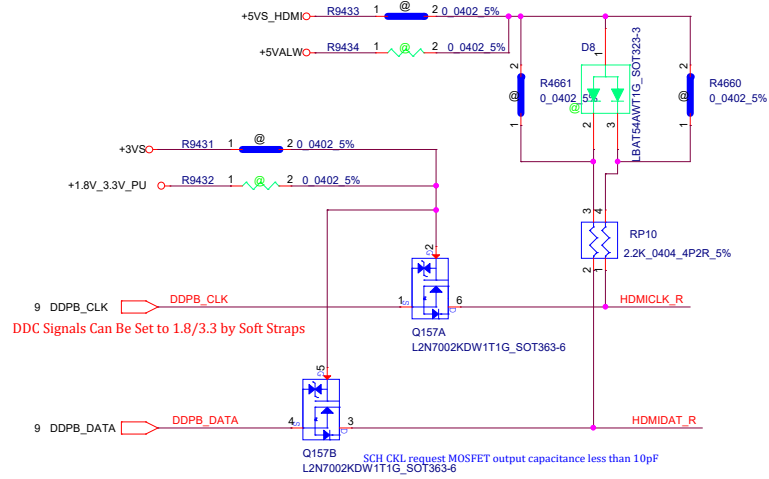 +5VS_HDMI R9433 1 @ 2 0_0402_5%
+5VALW R9434 1 @ 2 0_0402_5%
D8
1
LBAT54AWT1G_SOT323-3
2 @ 1 R4661
0_0402_5%
@
2 3
2 @ 1 R4660
0_0402_5%
+3VS R9431 1 @ 2 0_0402_5%
+1.8V_3.3V_PU R9432 1 @ 2 0_0402_5%
3 4
RP10
2.2K_0404_4P2R_5%
2 1
2
G
9 DDPB_CLK DDPB_CLK 1 S D 6 HDMICLK_R
DDC Signals Can Be Set to 1.8/3.3 by Soft Straps
Q157A
L2N7002KDW1T1G_SOT363-6
5
G
9 DDPB_DATA DDPB_DATA 4 S D 3 HDMIDAT_R
Q157B
SCH CKL request MOSFET output capacitance less than 10pF
L2N7002KDW1T1G_SOT363-6